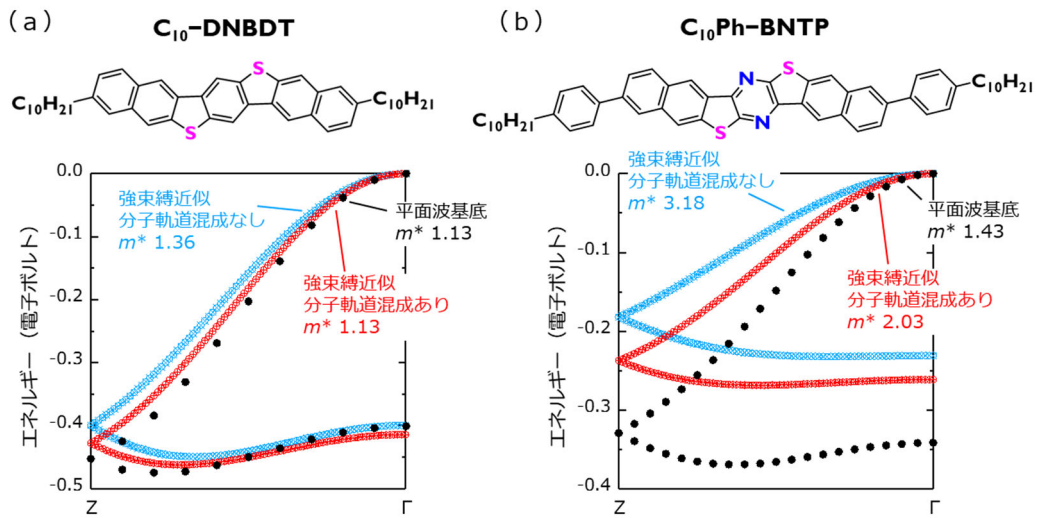 (a)
C10-DNBDT
S
C10H21
C10H21
S
0.0
-0.1
-0.2
-0.3
-0.4
-0.5
エネルギー（電子ボルト）
強束縛近似
分子軌道混成なし
m* 1.36
平面波基底
m* 1.13
強束縛近似
分子軌道混成あり
m* 1.13
Z
Γ
(b)
C10Ph-BNTP
C10H21
N
S
C10H21
S
N
0.0
-0.1
-0.2
-0.3
-0.4
エネルギー（電子ボルト）
強束縛近似
分子軌道混成なし
m* 3.18
平面波基底
m* 1.43
強束縛近似
分子軌道混成あり
m* 2.03
Z
Γ